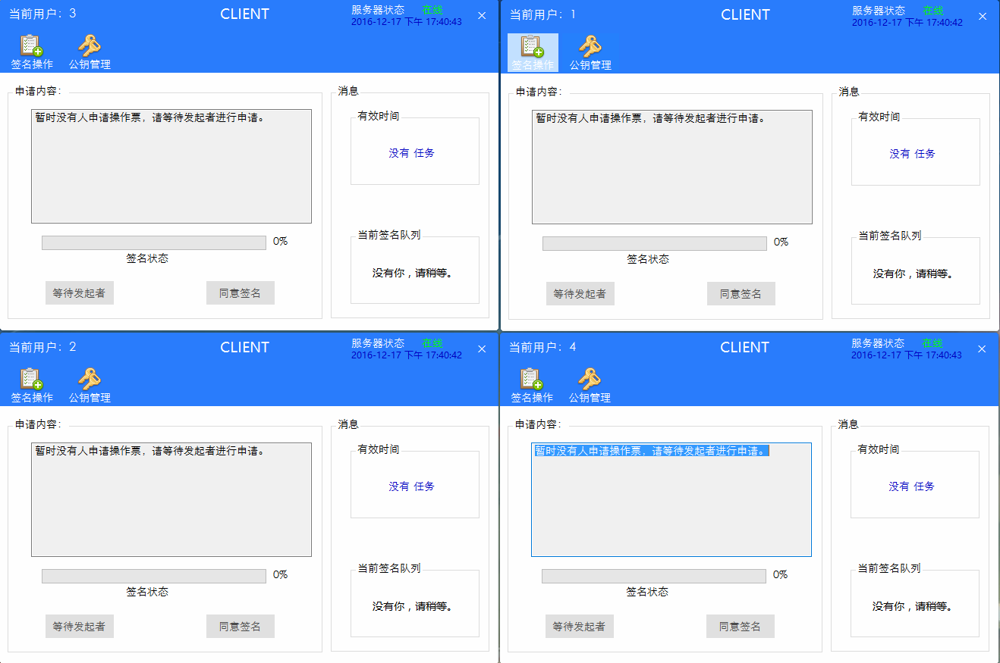 当前用户：3
CLIENT
服务器状态 在线
2016-12-17 下午 17:40:43
签名操作 公钥管理
申请内容：
暂时没有人申请操作票，请等待发起者进行申请。
0%
签名状态
等待发起者 同意签名
消息
有效时间
没有 任务
当前签名队列
没有你，请稍等。
当前用户：1
CLIENT
服务器状态 在线
2016-12-17 下午 17:40:42
签名操作 公钥管理
申请内容：
暂时没有人申请操作票，请等待发起者进行申请。
0%
签名状态
等待发起者 同意签名
消息
有效时间
没有 任务
当前签名队列
没有你，请稍等。
当前用户：2
CLIENT
服务器状态 在线
2016-12-17 下午 17:40:42
签名操作 公钥管理
申请内容：
暂时没有人申请操作票，请等待发起者进行申请。
0%
签名状态
等待发起者 同意签名
消息
有效时间
没有 任务
当前签名队列
没有你，请稍等。
当前用户：4
CLIENT
服务器状态 在线
2016-12-17 下午 17:40:43
签名操作 公钥管理
申请内容：
暂时没有人申请操作票，请等待发起者进行申请。
0%
签名状态
等待发起者 同意签名
消息
有效时间
没有 任务
当前签名队列
没有你，请稍等。